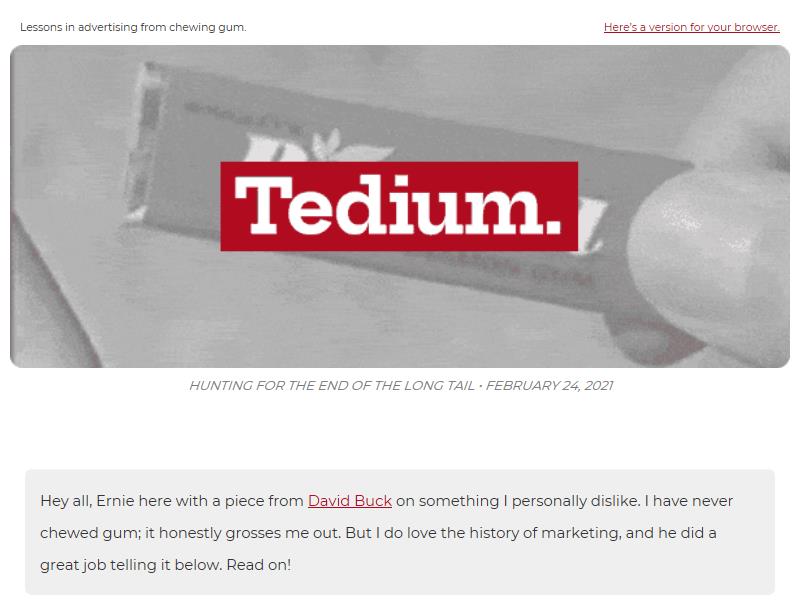 Lessons in advertising from chewing gum.
Here's a version for your browser.
Tedium.
HUNTING FOR THE END OF THE LONG TAIL • FEBRUARY 24, 2021
Hey all, Ernie here with a piece from David Buck on something I personally dislike. I have never
chewed gum; it honestly grosses me out. But I do love the history of marketing, and he did a
great job telling it below. Read on!